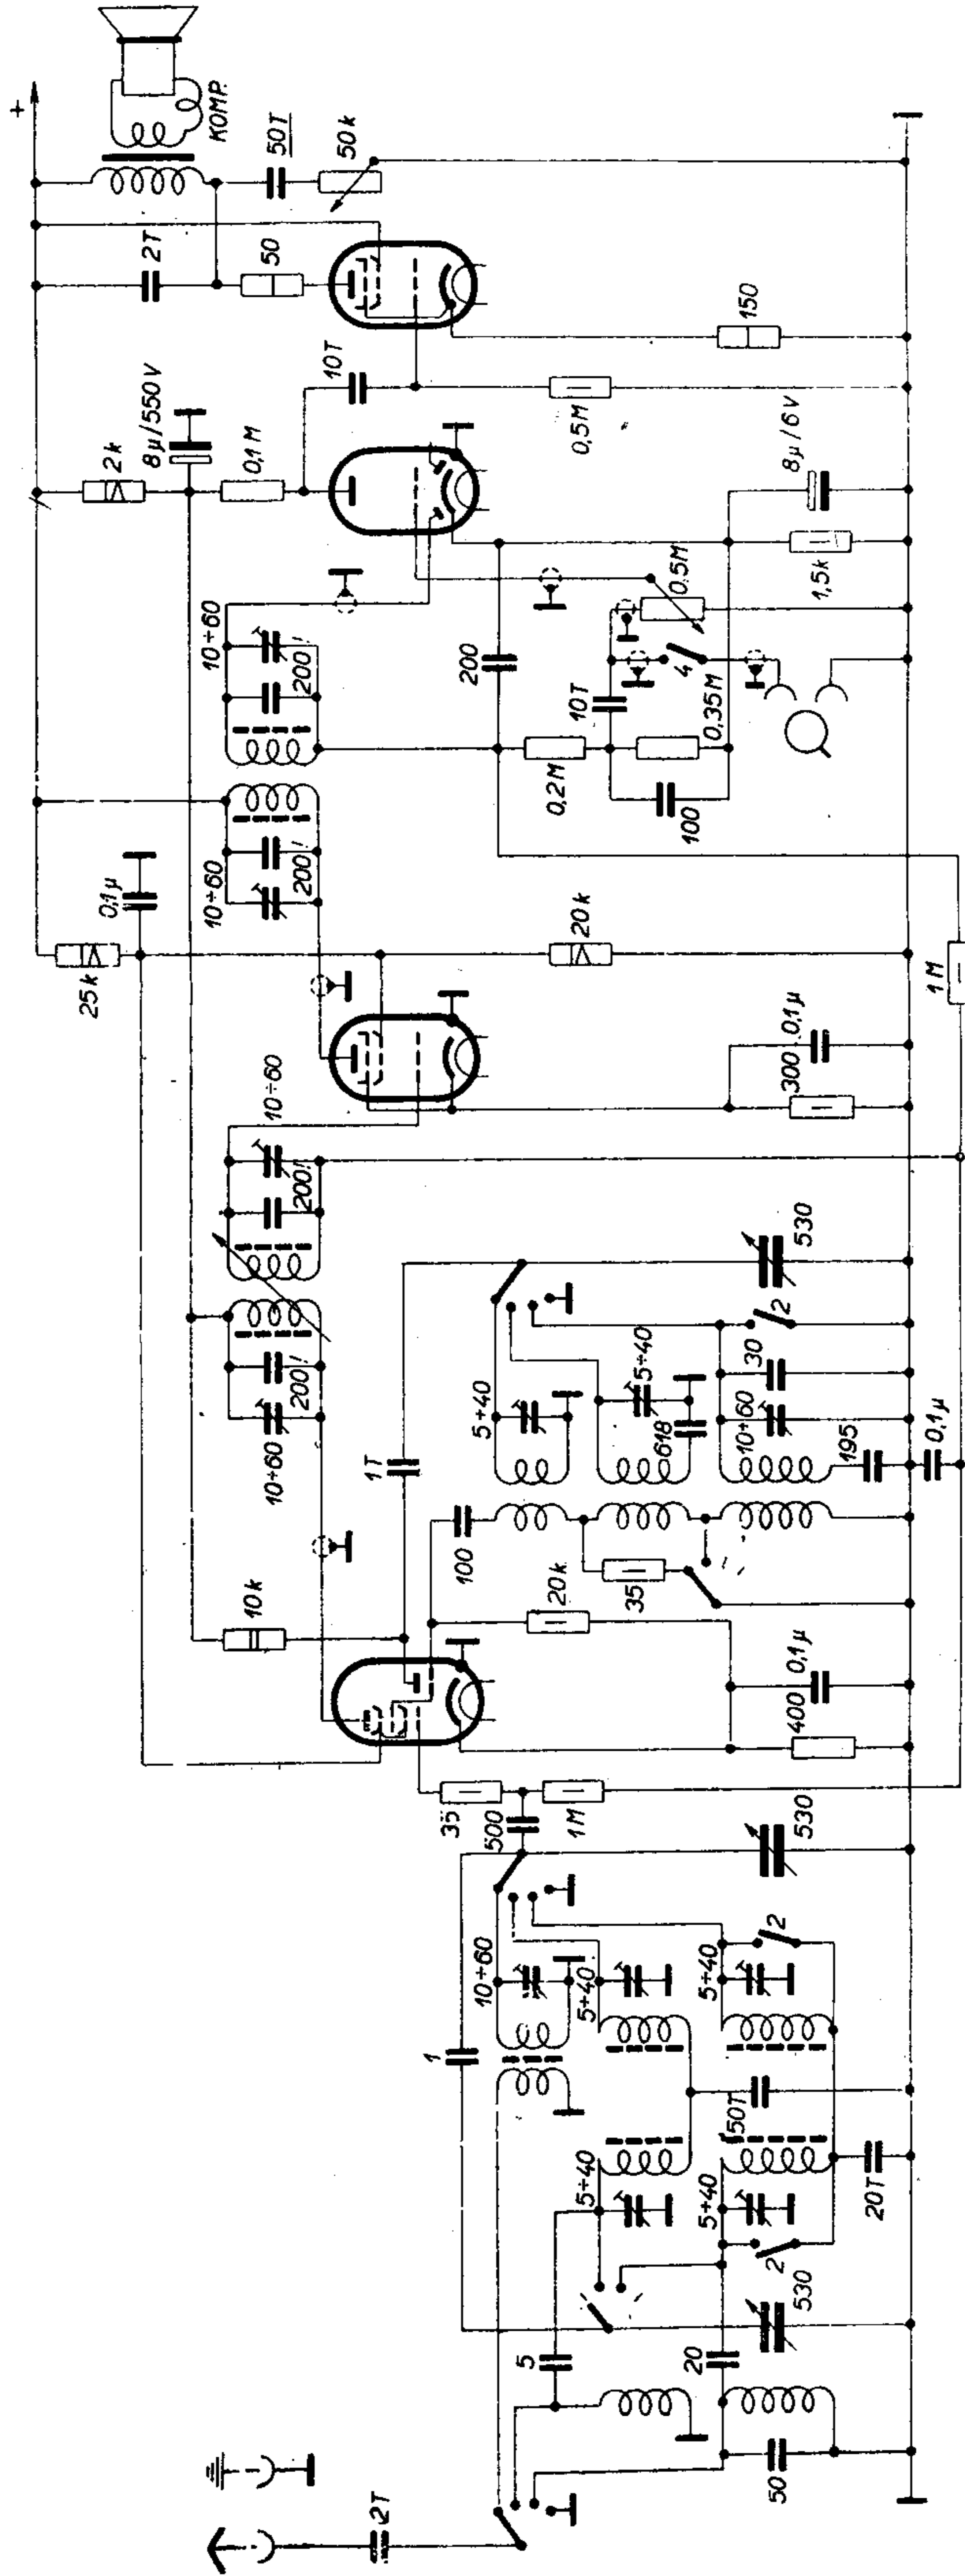 +
KOMP.
50T
50k
2T
50
150
10T
0,5M
8µ/550V
2k
0,1M
8µ/6V
1,5k
0.5M
10÷60
200!
200
10T
4
0,35M
0,2M
100
10÷60
200!
0,1µ
25k
20k
1M
300
0,1µ
10÷60
200!
200!
10÷60
1T
530
2
30
5÷40
5÷40
618
10÷60
195
0,1µ
100
35
20k
10k
0,1µ
400
35
500
1M
530
2
10÷60
5÷40
5÷40
1
50T
5÷40
5÷40
20T
2
530
5
20
50
2T